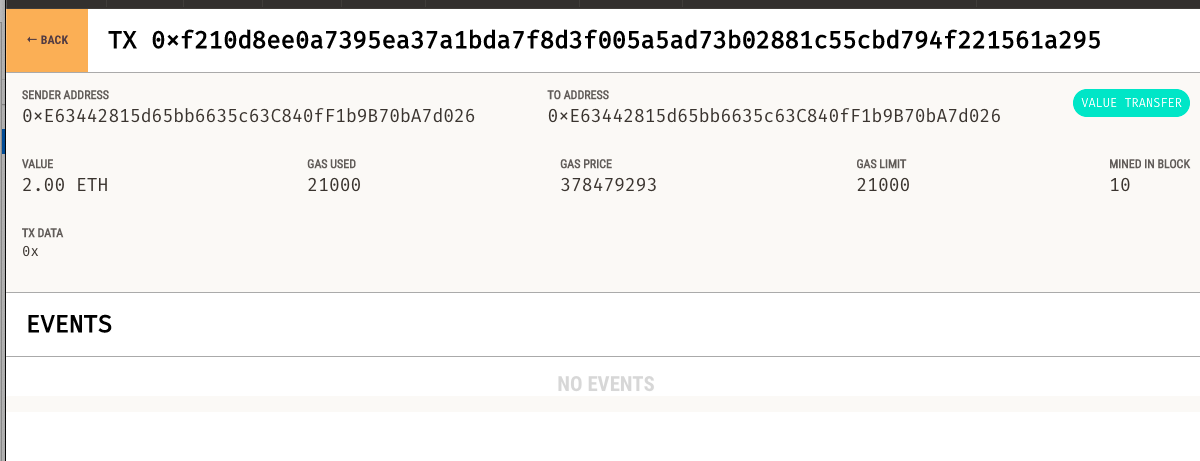 ← BACK
TX 0×f210d8ee0a7395ea37a1bda7f8d3f005a5ad73b02881c55cbd794f221561a295
SENDER ADDRESS
0×E63442815d65bb6635c63C840fF1b9B70bA7d026
TO ADDRESS
0×E63442815d65bb6635c63C840fF1b9B70bA7d026
VALUE TRANSFER
VALUE
2.00 ETH
GAS USED
21000
GAS PRICE
378479293
GAS LIMIT
21000
MINED IN BLOCK
10
TX DATA
0x
EVENTS
NO EVENTS